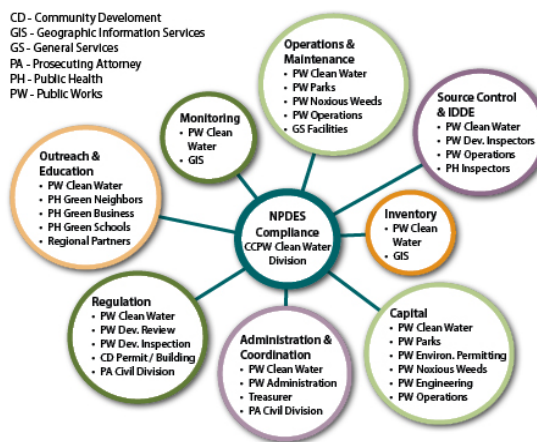 CD - Community Develoment
GIS - Geographic Information Services
GS - General Services
PA - Prosecuting Attorney
PH - Public Health
PW - Public Works
Operations &
Maintenance
• PW Clean Water
• PW Parks
• PW Noxious Weeds
• PW Operations
• GS Facilities
Source Control
& IDDE
• PW Clean Water
• PW Dev. Inspectors
• PW Operations
• PH Inspectors
Monitoring
• PW Clean
Water
• GIS
Outreach &
Education
• PW Clean Water
• PH Green Neighbors
• PH Green Business
• PH Green Schools
• Regional Partners
NPDES
Compliance
CCPW Clean Water
Division
Inventory
• PW Clean
Water
• GIS
Regulation
• PW Clean Water
• PW Dev. Review
• PW Dev. Inspection
• CD Permit / Building
• PA Civil Division
Administration &
Coordination
• PW Clean Water
• PW Administration
• Treasurer
• PA Civil Division
Capital
• PW Clean Water
• PW Parks
• PW Environ. Permitting
• PW Noxious Weeds
• PW Engineering
• PW Operations